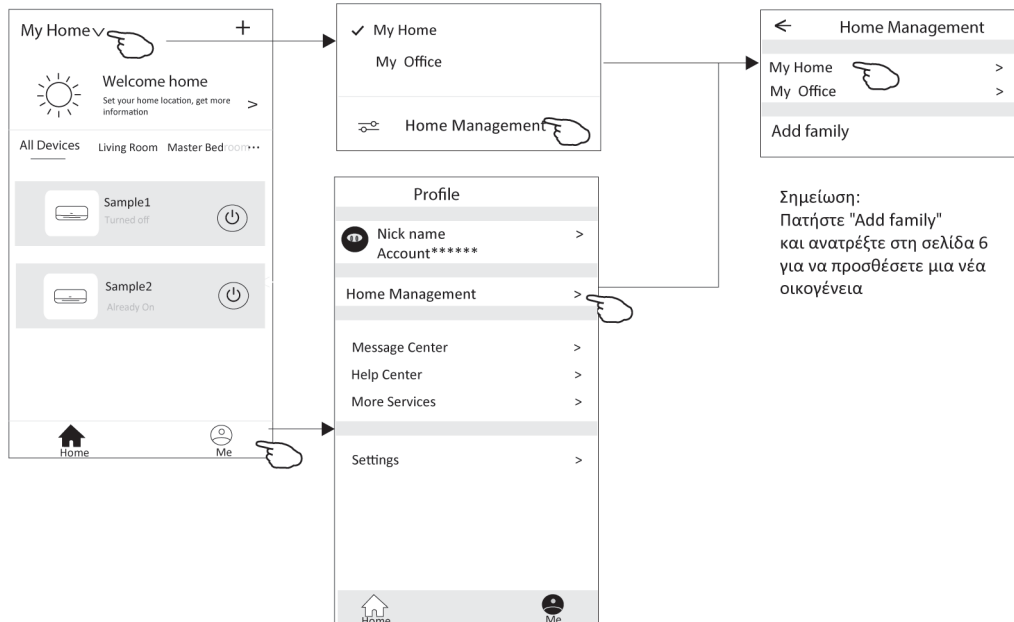 My Home
+
Welcome home
Set your home location, get more
>
information
All Devices Living Room Master Bedroom...
Sample1
Turned off
Sample2
Already On
Home
Me
✓ My Home
My Office
Home Management
Profile
Nick name >
Account******
Home Management >
Message Center >
Help Center >
More Services >
Settings >
Home
Me
← Home Management
My Home >
My Office >
Add family
Σημείωση:
Πατήστε "Add family"
και ανατρέξτε στη σελίδα 6
για να προσθέσετε μια νέα
οικογένεια